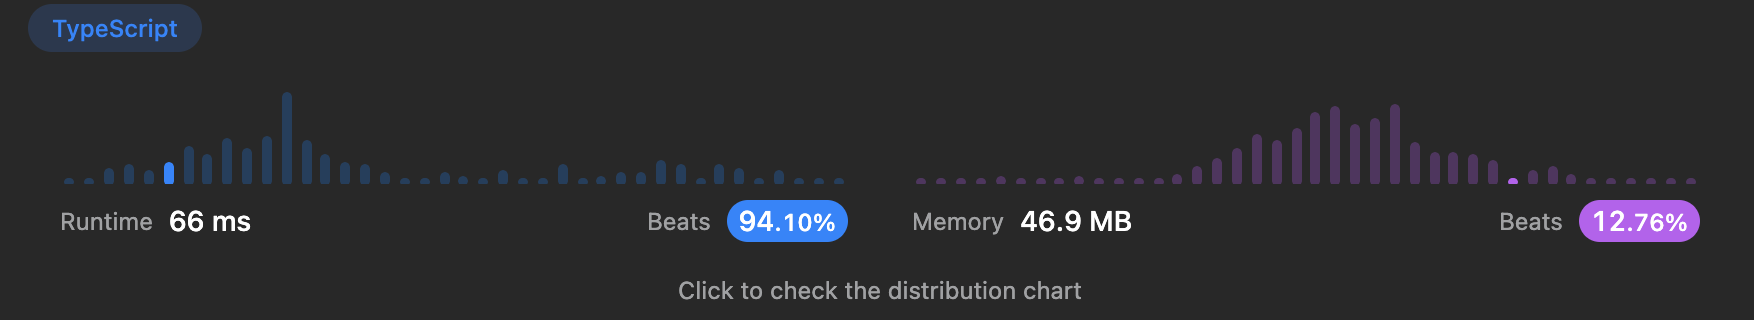 TypeScript
Runtime 66 ms Beats 94.10% Memory 46.9 MB Beats 12.76%
Click to check the distribution chart